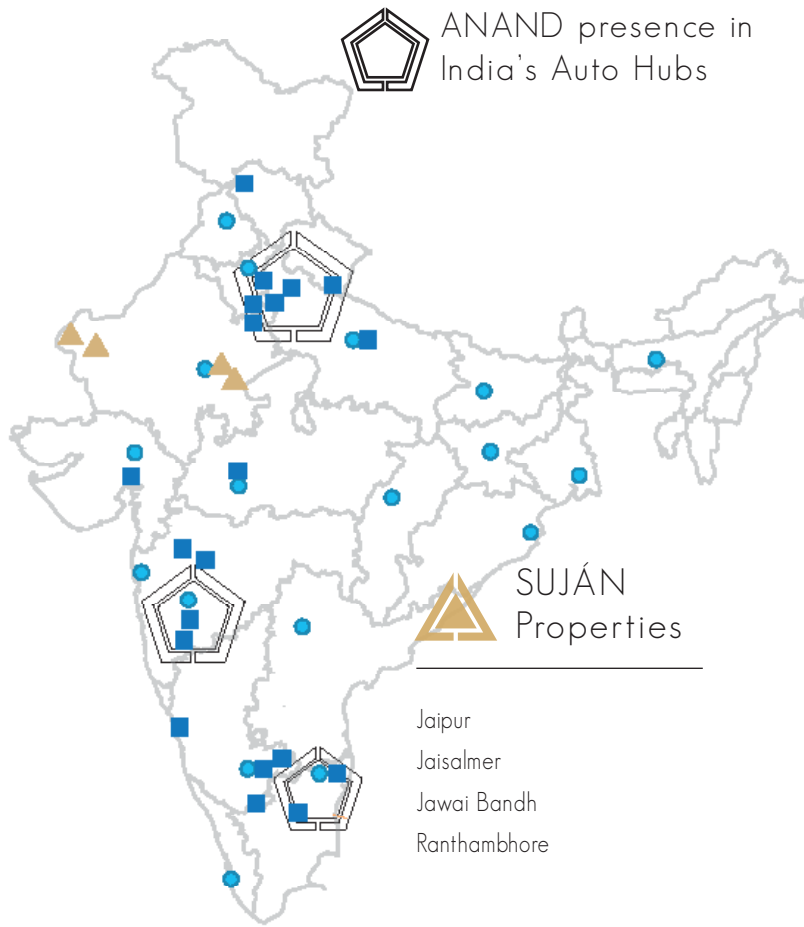 ANAND presence in
India's Auto Hubs
SUJÁN
Properties
Jaipur
Jaisalmer
Jawai Bandh
Ranthambhore